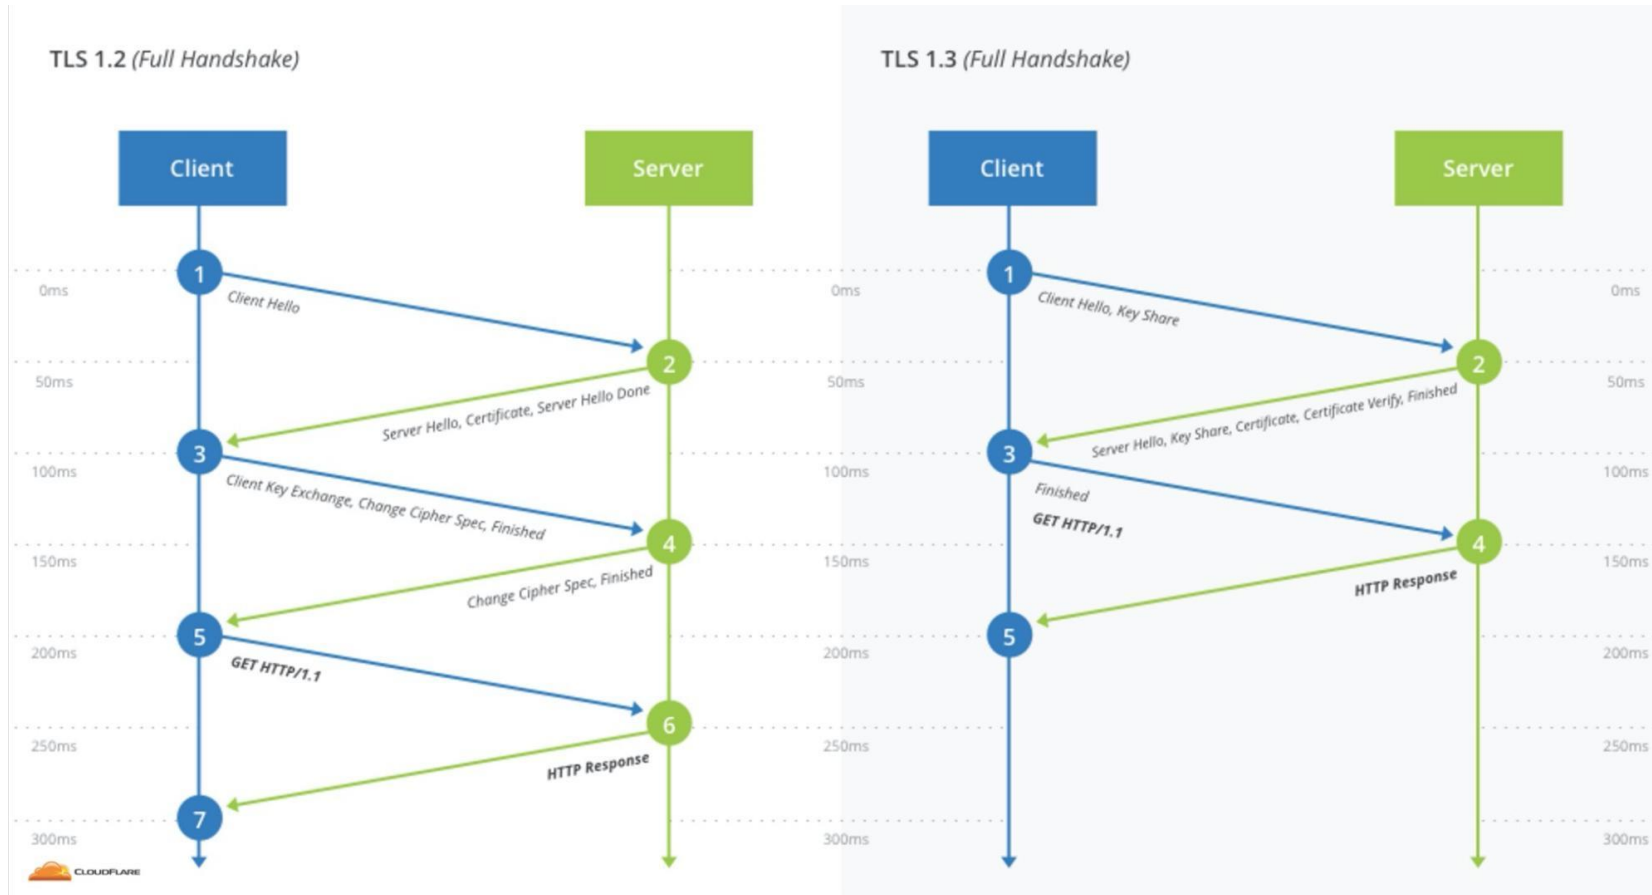 TLS 1.2 (Full Handshake)
Client
Server
1
0ms
Client Hello
2
50ms
Server Hello, Certificate, Server Hello Done
3
100ms
Client Key Exchange, Change Cipher Spec, Finished
4
150ms
Change Cipher Spec, Finished
5
200ms
GET HTTP/1.1
6
250ms
HTTP Response
7
300ms
CLOUDFLARE
TLS 1.3 (Full Handshake)
Client
Server
1
0ms
0ms
Client Hello, Key Share
2
50ms
50ms
Server Hello, Key Share, Certificate, Certificate Verify, Finished
3
100ms
100ms
Finished
GET HTTP/1.1
4
150ms
150ms
HTTP Response
5
200ms
200ms
250ms
250ms
300ms
300ms